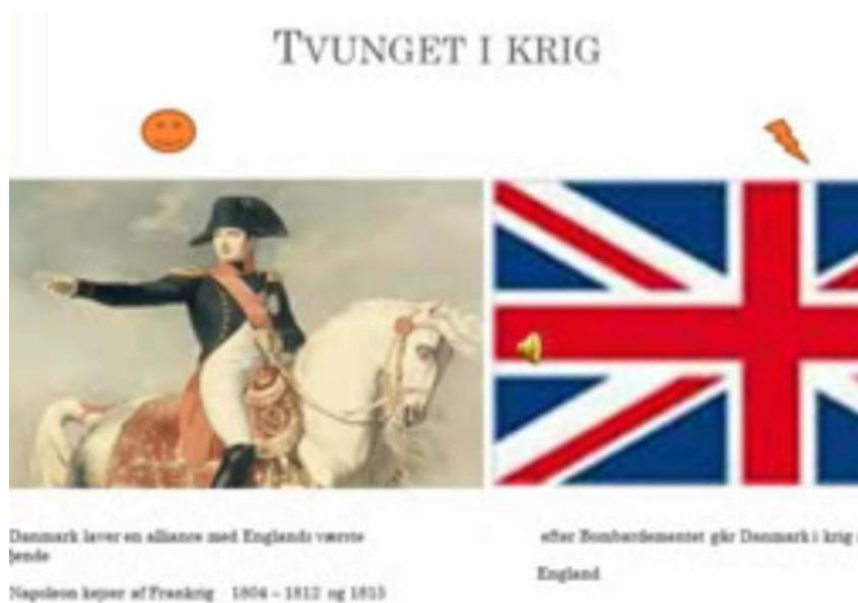 TVUNGET I KRIG
Danmark laver en alliance med Englands værste
fjende
Napoleon kejser af Frankrig 1804 – 1812 og 1815
efter Bombardementet går Danmark i krig
England